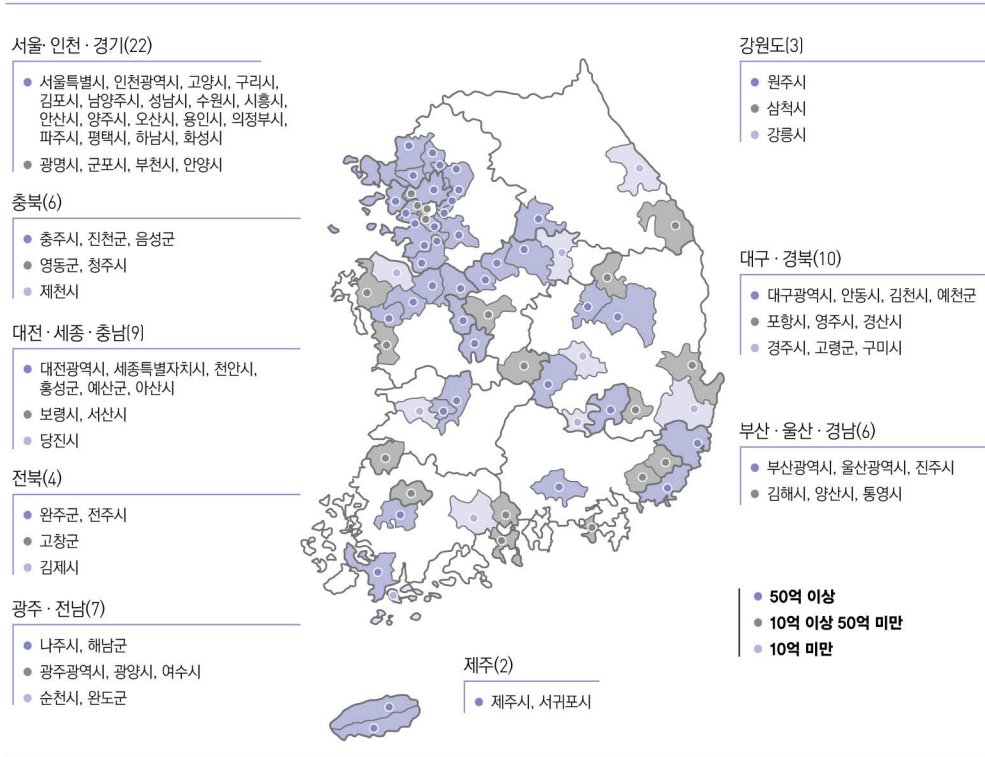 서울·인천·경기(22)
서울특별시, 인천광역시, 고양시, 구리시,
김포시, 남양주시, 성남시, 수원시, 시흥시,
안산시, 양주시, 오산시, 용인시, 의정부시,
파주시, 평택시, 하남시, 화성시
광명시, 군포시, 부천시, 안양시
충북(6)
충주시, 진천군, 음성군
영동군, 청주시
제천시
대전·세종·충남(9)
대전광역시, 세종특별자치시, 천안시,
홍성군, 예산군, 아산시
보령시, 서산시
당진시
전북(4)
완주군, 전주시
고창군
김제시
광주·전남(7)
나주시, 해남군
광주광역시, 광양시, 여수시
순천시, 완도군
제주(2)
제주시, 서귀포시
강원도(3)
원주시
삼척시
강릉시
대구·경북(10)
대구광역시, 안동시, 김천시, 예천군
포항시, 영주시, 경산시
경주시, 고령군, 구미시
부산·울산·경남(6)
부산광역시, 울산광역시, 진주시
김해시, 양산시, 통영시
50억 이상
10억 이상 50억 미만
10억 미만